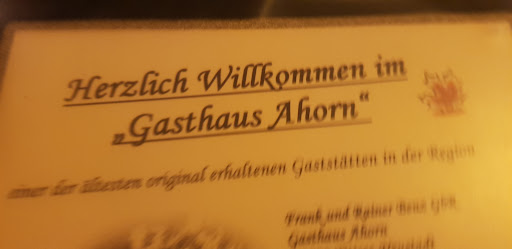 Herzlich Willkommen im
„Gasthaus Ahorn“
einer der ältesten original erhaltenen Gaststätten in der Region
Frank und Rainer GbR
Gasthaus Ahorn